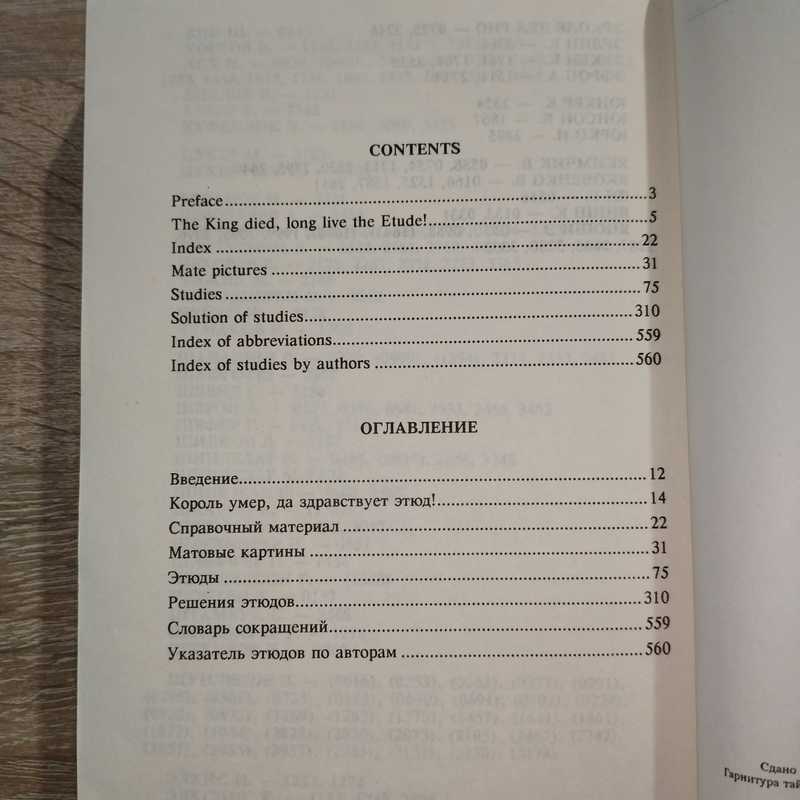 CONTENTS
Preface....................3
The King died, long live the Etude!....................5
Index....................22
Mate pictures....................31
Studies....................75
Solution of studies....................310
Index of abbreviations....................559
Index of studies by authors....................560
ОГЛАВЛЕНИЕ
Введение....................12
Король умер, да здравствует этюд!....................14
Справочный материал....................22
Матовые картины....................31
Этюды....................75
Решения этюдов....................310
Словарь сокращений....................559
Указатель этюдов по авторам....................560
Сдано
Гарнитура тай